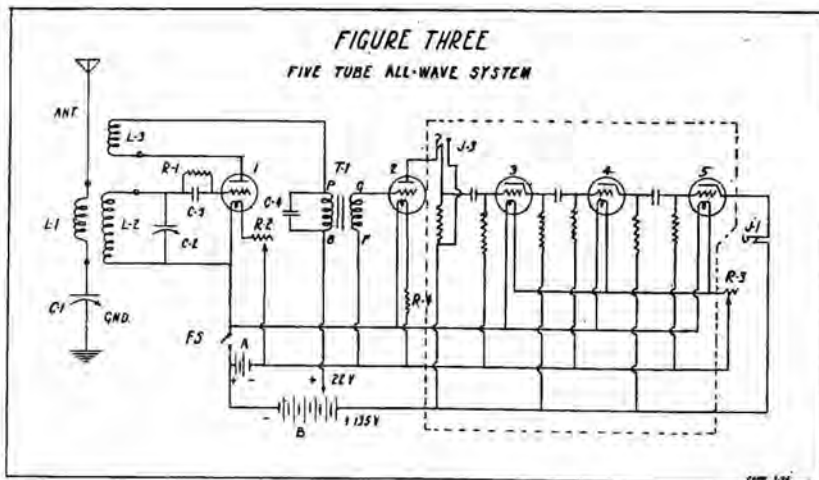 FIGURE THREE
FIVE TUBE ALL-WAVE SYSTEM
ANT.
L-3
R-1
1
T-1
2
J-3
3
4
5
P
G
C-4
C-3
L-1
L-2
R-2
J-1
C-2
B
F
R-4
R-3
C-1
GND.
FS
A
+
-
+ 22V
-
+ 135V
B